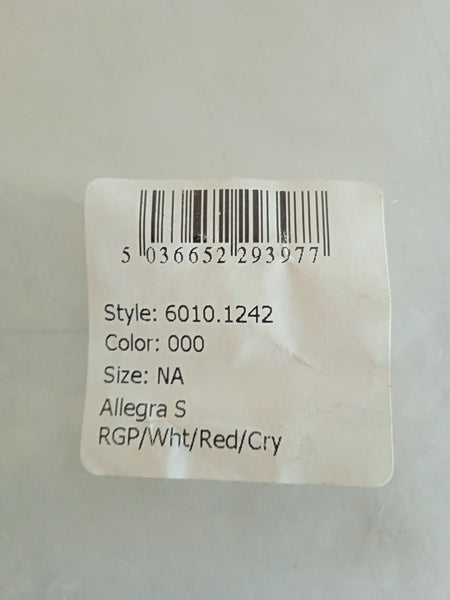 5 036652 293977
Style: 6010.1242
Color: 000
Size: NA
Allegra S
RGP/Wht/Red/Cry